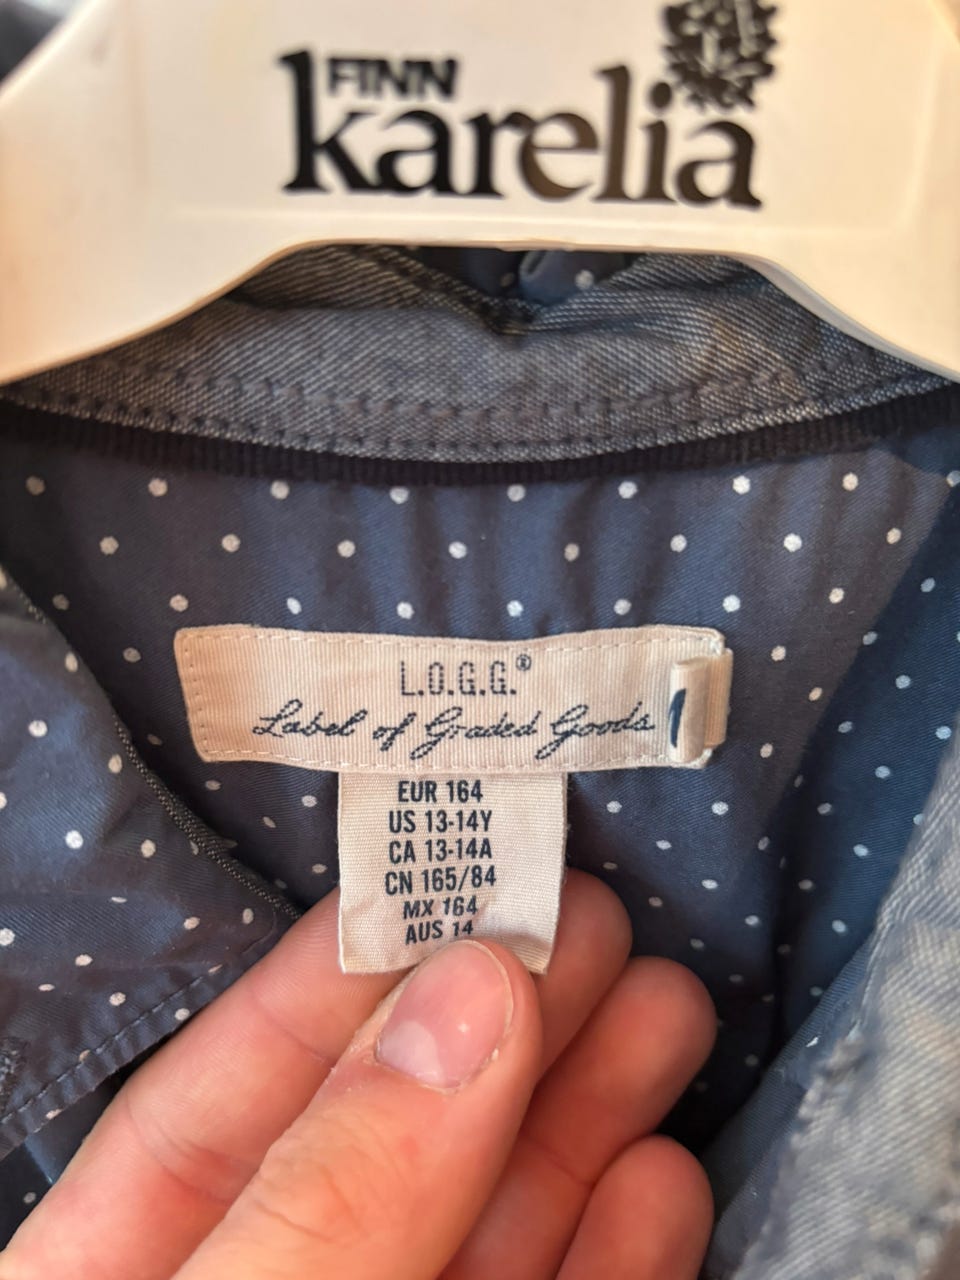 FINN
karelia
L.O.G.G.®
Label of Graded Goods
EUR 164
US 13-14Y
CA 13-14A
CN 165/84
MX 164
AUS 14